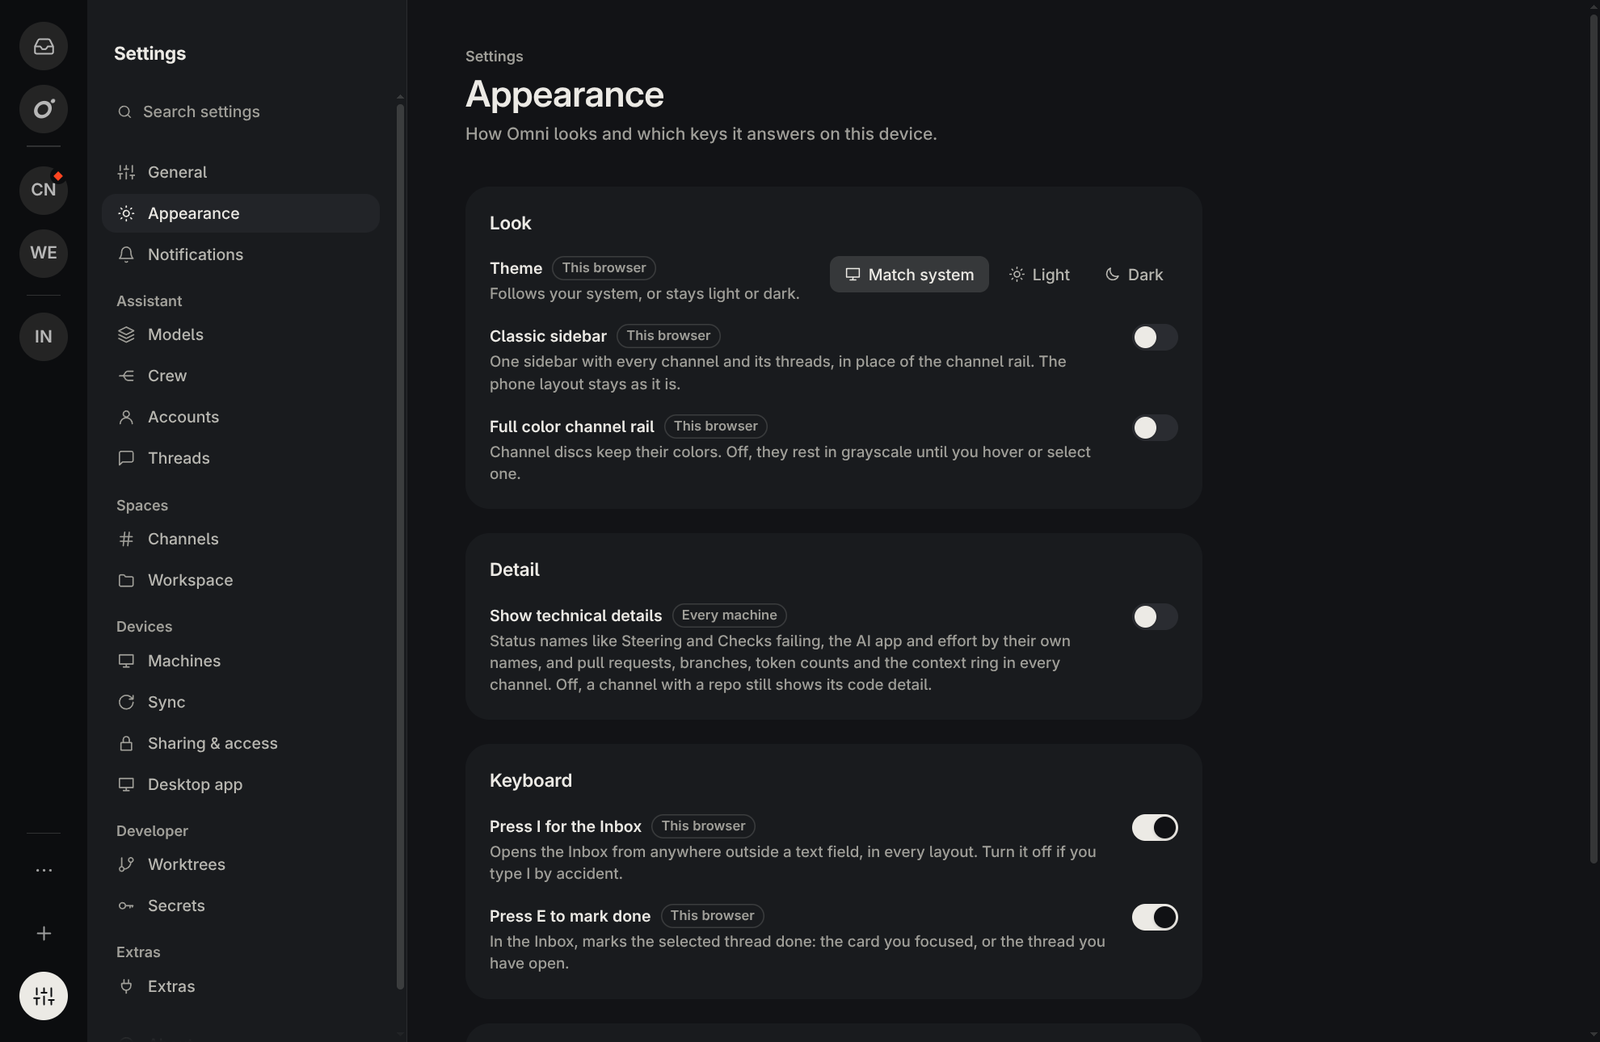 Settings
Search settings
General
Appearance
Notifications
Assistant
Models
Crew
Accounts
Threads
Spaces
Channels
Workspace
Devices
Machines
Sync
Sharing & access
Desktop app
Developer
Worktrees
Secrets
Extras
Extras
CN
WE
IN
Settings
Appearance
How Omni looks and which keys it answers on this device.
Look
Theme This browser
Follows your system, or stays light or dark.
Match system Light Dark
Classic sidebar This browser
One sidebar with every channel and its threads, in place of the channel rail. The
phone layout stays as it is.
Full color channel rail This browser
Channel discs keep their colors. Off, they rest in grayscale until you hover or select
one.
Detail
Show technical details Every machine
Status names like Steering and Checks failing, the AI app and effort by their own
names, and pull requests, branches, token counts and the context ring in every
channel. Off, a channel with a repo still shows its code detail.
Keyboard
Press I for the Inbox This browser
Opens the Inbox from anywhere outside a text field, in every layout. Turn it off if you
type I by accident.
Press E to mark done This browser
In the Inbox, marks the selected thread done: the card you focused, or the thread you
have open.